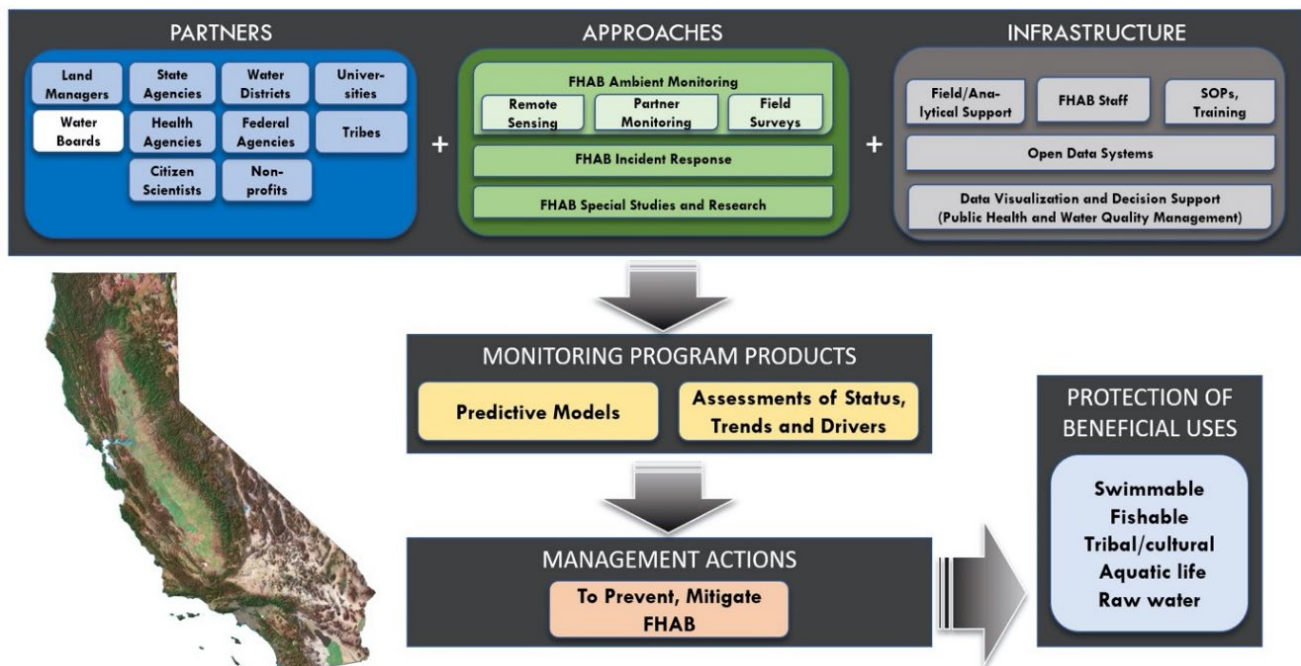 PARTNERS
Land
Managers
State
Agencies
Water
Districts
Univer-
sities
Water
Boards
Health
Agencies
Federal
Agencies
Tribes
Citizen
Scientists
Non-
profits
+
APPROACHES
FHAB Ambient Monitoring
Remote
Sensing
Partner
Monitoring
Field
Surveys
FHAB Incident Response
FHAB Special Studies and Research
+
INFRASTRUCTURE
Field/Ana-
lytical Support
FHAB Staff
SOPs,
Training
Open Data Systems
Data Visualization and Decision Support
(Public Health and Water Quality Management)
MONITORING PROGRAM PRODUCTS
Predictive Models
Assessments of Status,
Trends and Drivers
MANAGEMENT ACTIONS
To Prevent, Mitigate
FHAB
PROTECTION OF
BENEFICIAL USES
Swimmable
Fishable
Tribal/cultural
Aquatic life
Raw water